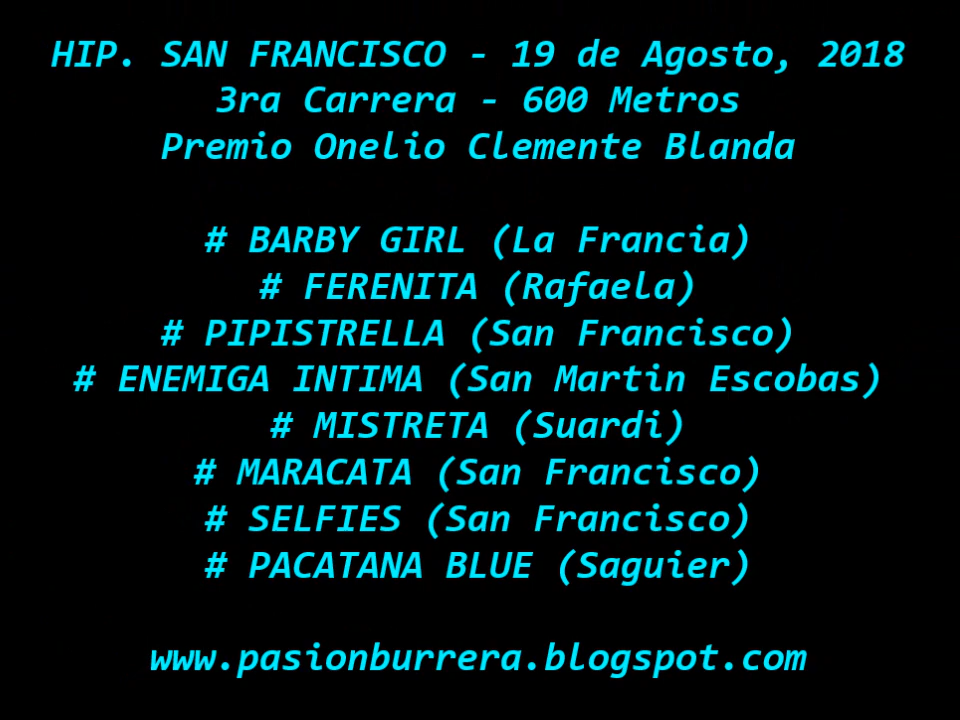 HIP. SAN FRANCISCO - 19 de Agosto, 2018
3ra Carrera - 600 Metros
Premio Onelio Clemente Blanda
# BARBY GIRL (La Francia)
# FERENITA (Rafaela)
# PIPISTRELLA (San Francisco)
# ENEMIGA INTIMA (San Martin Escobas)
# MISTRETA (Suardi)
# MARACATA (San Francisco)
# SELFIES (San Francisco)
# PACATANA BLUE (Saguier)
www.pasionburrera.blogspot.com